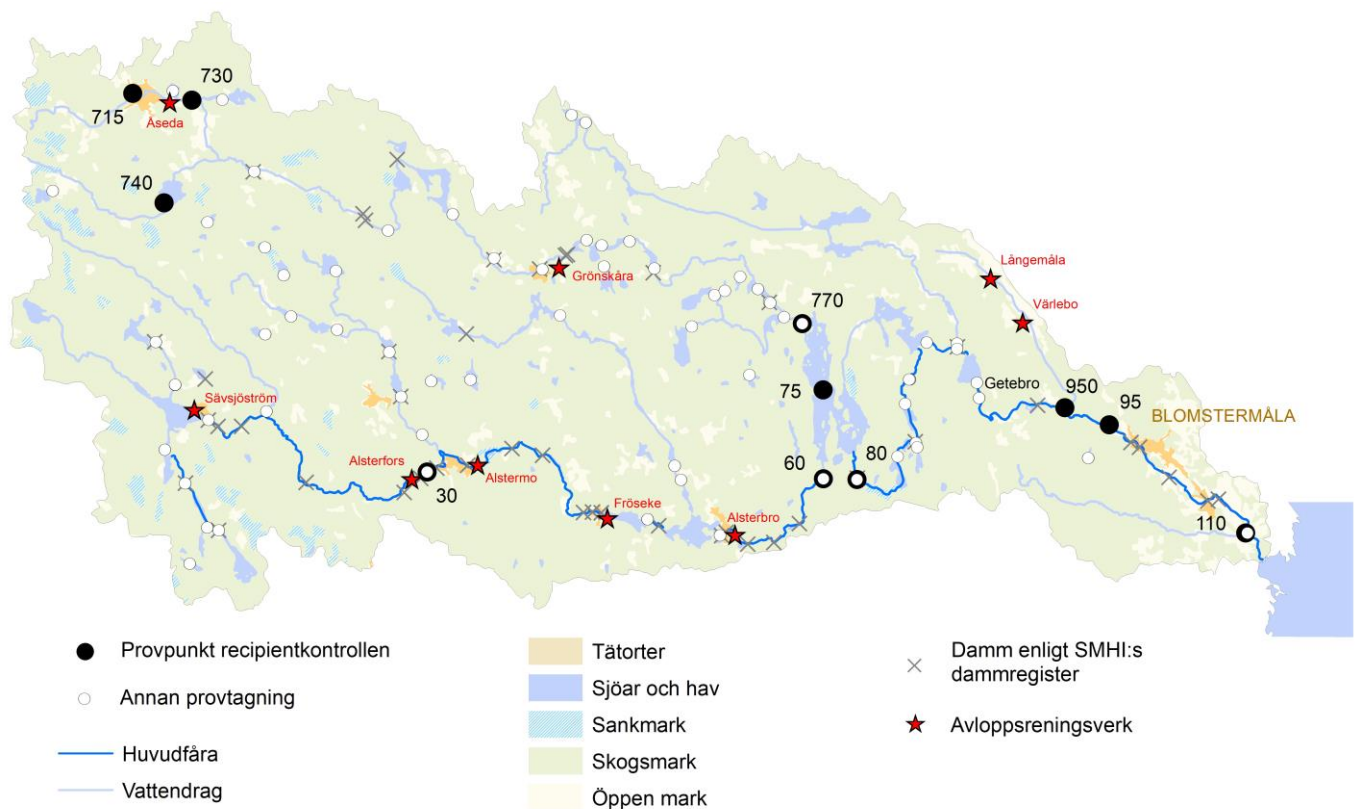 730
715
Åseda
740
Långemåla
Grönskåra
Värlebo
770
75
Getebro
950
95
BLOMSTERMÅLA
Sävsjöström
60
80
Alsterfors
30
Alstermo
Fröseke
Alsterbro
110
Provpunkt recipientkontrollen
Annan provtagning
Huvudfåra
Vattendrag
Tätorter
Sjöar och hav
Sankmark
Skogsmark
Öppen mark
Damm enligt SMHI:s
dammregister
Avloppsreningsverk